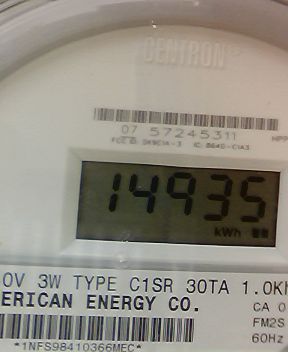 CENTRON®
07 57245311
14935
kWh
0V 3W TYPE C1SR 30TA 1.0Kh
ERICAN ENERGY CO.
CA 0
FM2S
60Hz
*1NFS98410366MEC*